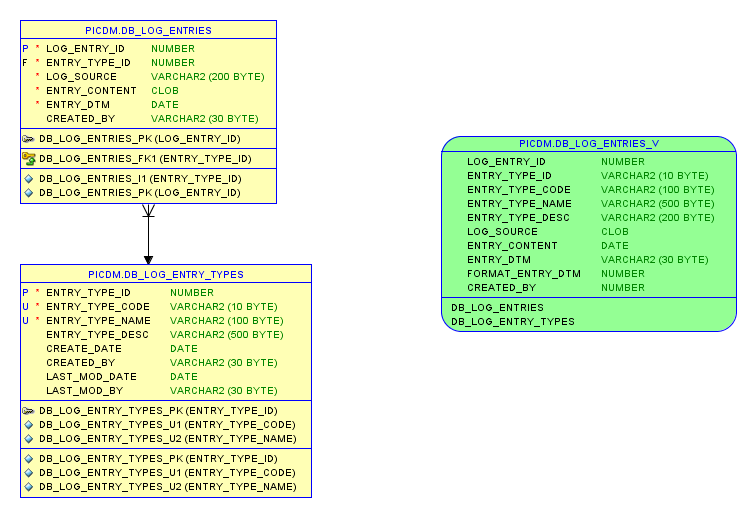 PICDM.DB_LOG_ENTRIES
P * LOG_ENTRY_ID NUMBER
F * ENTRY_TYPE_ID NUMBER
* LOG_SOURCE VARCHAR2 (200 BYTE)
* ENTRY_CONTENT CLOB
* ENTRY_DTM DATE
CREATED_BY VARCHAR2 (30 BYTE)
DB_LOG_ENTRIES_PK (LOG_ENTRY_ID)
DB_LOG_ENTRIES_FK1 (ENTRY_TYPE_ID)
DB_LOG_ENTRIES_I1 (ENTRY_TYPE_ID)
DB_LOG_ENTRIES_PK (LOG_ENTRY_ID)
PICDM.DB_LOG_ENTRY_TYPES
P * ENTRY_TYPE_ID NUMBER
U * ENTRY_TYPE_CODE VARCHAR2 (10 BYTE)
U * ENTRY_TYPE_NAME VARCHAR2 (100 BYTE)
ENTRY_TYPE_DESC VARCHAR2 (500 BYTE)
CREATE_DATE DATE
CREATED_BY VARCHAR2 (30 BYTE)
LAST_MOD_DATE DATE
LAST_MOD_BY VARCHAR2 (30 BYTE)
DB_LOG_ENTRY_TYPES_PK (ENTRY_TYPE_ID)
DB_LOG_ENTRY_TYPES_U1 (ENTRY_TYPE_CODE)
DB_LOG_ENTRY_TYPES_U2 (ENTRY_TYPE_NAME)
DB_LOG_ENTRY_TYPES_PK (ENTRY_TYPE_ID)
DB_LOG_ENTRY_TYPES_U1 (ENTRY_TYPE_CODE)
DB_LOG_ENTRY_TYPES_U2 (ENTRY_TYPE_NAME)
PICDM.DB_LOG_ENTRIES_V
LOG_ENTRY_ID NUMBER
ENTRY_TYPE_ID VARCHAR2 (10 BYTE)
ENTRY_TYPE_CODE VARCHAR2 (100 BYTE)
ENTRY_TYPE_NAME VARCHAR2 (500 BYTE)
ENTRY_TYPE_DESC VARCHAR2 (200 BYTE)
LOG_SOURCE CLOB
ENTRY_CONTENT DATE
ENTRY_DTM VARCHAR2 (30 BYTE)
FORMAT_ENTRY_DTM NUMBER
CREATED_BY NUMBER
DB_LOG_ENTRIES
DB_LOG_ENTRY_TYPES